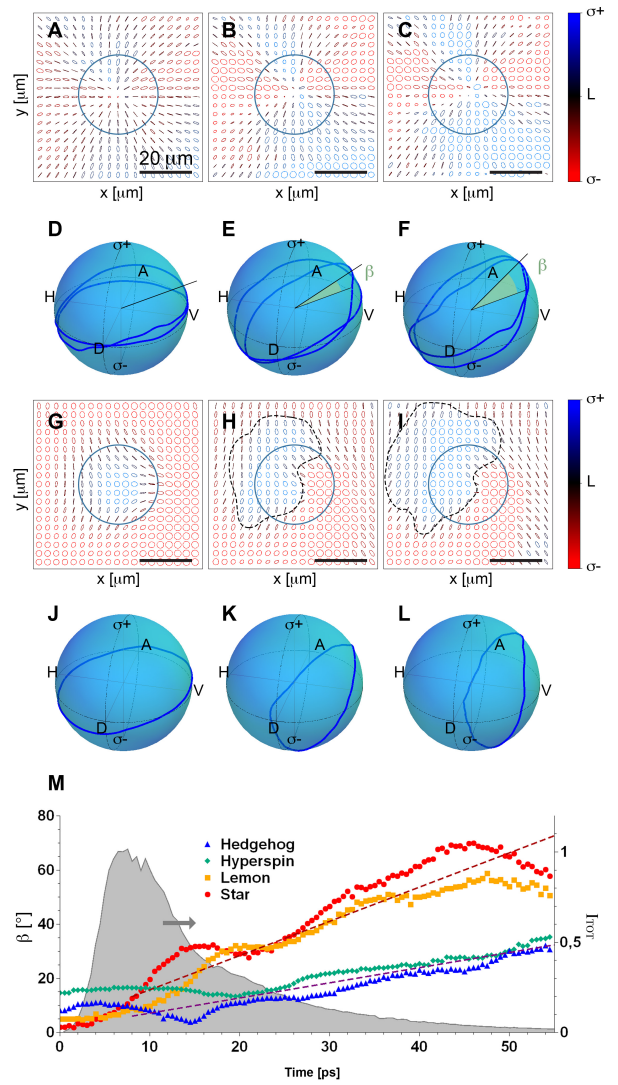 A
B
C
σ+
L
σ-
y [μm]
20 μm
x [μm]
x [μm]
x [μm]
D
E
F
σ+
A
H
V
D
σ-
σ+
A
β
D
σ-
σ+
A
β
H
V
D
σ-
G
H
I
σ+
L
σ-
y [μm]
x [μm]
x [μm]
x [μm]
J
K
L
σ+
A
H
V
D
σ-
σ+
A
D
σ-
σ+
A
H
V
D
σ-
M
80
60
40
20
0
β [°]
Hedgehog
Hyperspin
Lemon
Star
1
0,5
0
ITOT
0
10
20
30
40
50
Time [ps]